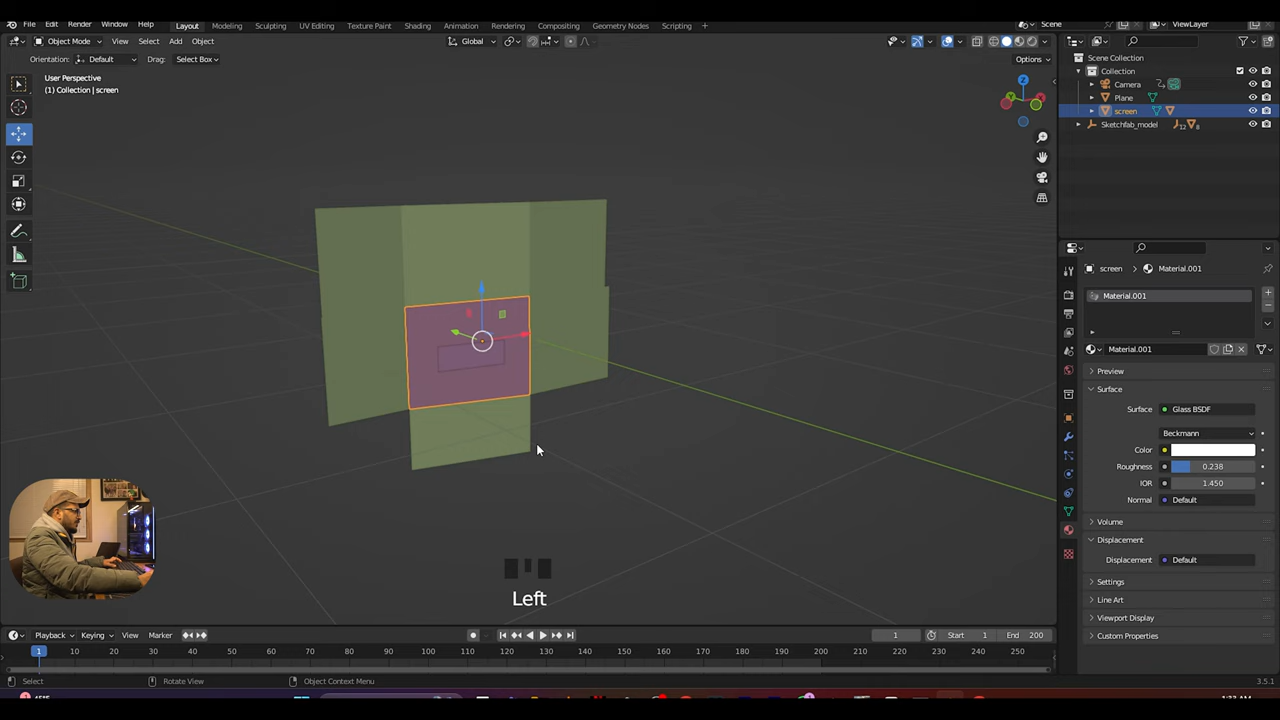 File Edit Render Window Help Layout Modeling Sculpting UV Editing Texture Paint Shading Animation Rendering Compositing Geometry Nodes Scripting + Scene ViewLayer
Object Mode View Select Add Object Global Options
Orientation: Default Drag: Select Box
User Perspective
(1) Collection | screen
Scene Collection
Collection
Camera
Plane
screen
Sketchfab_model 12 8
screen > Material.001
Material.001
Material.001
Preview
Surface
Surface Glass BSDF
Beckmann
Color
Roughness 0.238
IOR 1.450
Normal Default
Volume
Displacement
Displacement Default
Settings
Line Art
Viewport Display
Custom Properties
Z
Left
Playback Keying View Marker 1 Start 1 End 200
1 10 20 30 40 50 60 70 80 90 100 110 120 130 140 150 160 170 180 190 200 210 220 230 240 250
Select Rotate View Object Context Menu 3.5.1